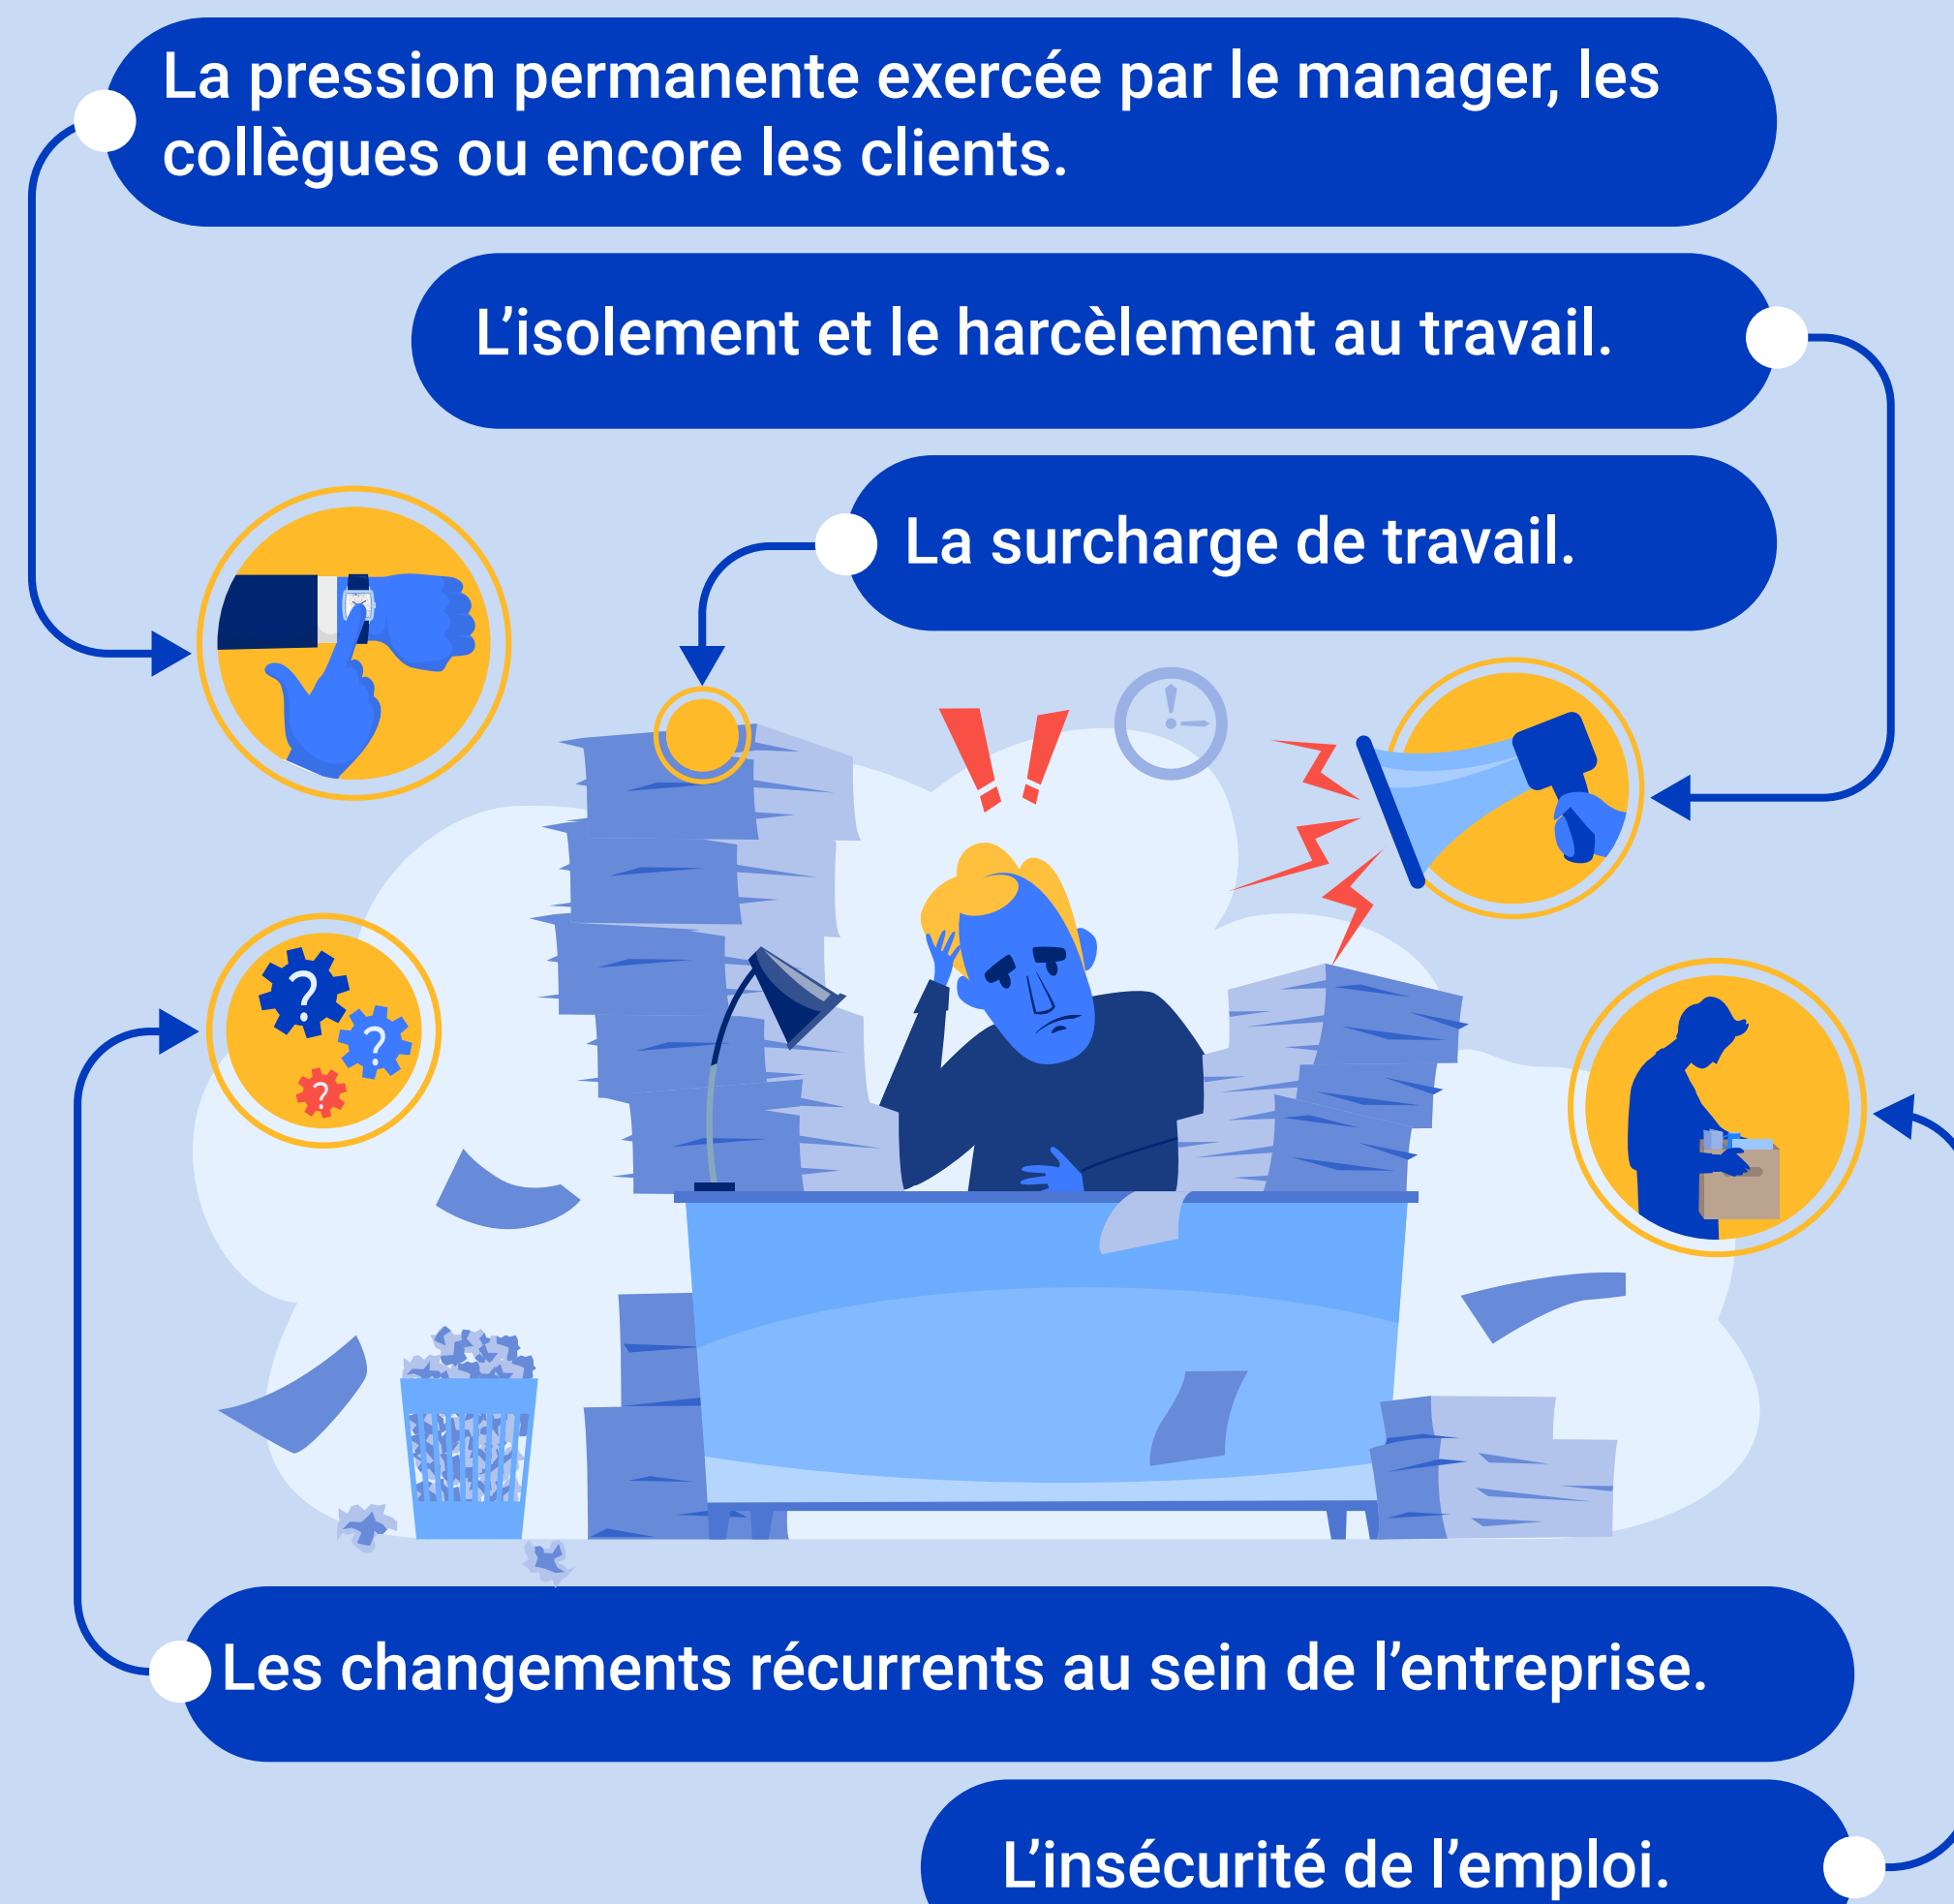 La pression permanente exercée par le manager, les
collègues ou encore les clients.
L’isolement et le harcèlement au travail.
La surcharge de travail.
?
?
?
Les changements récurrents au sein de l’entreprise.
L’insécurité de l’emploi.